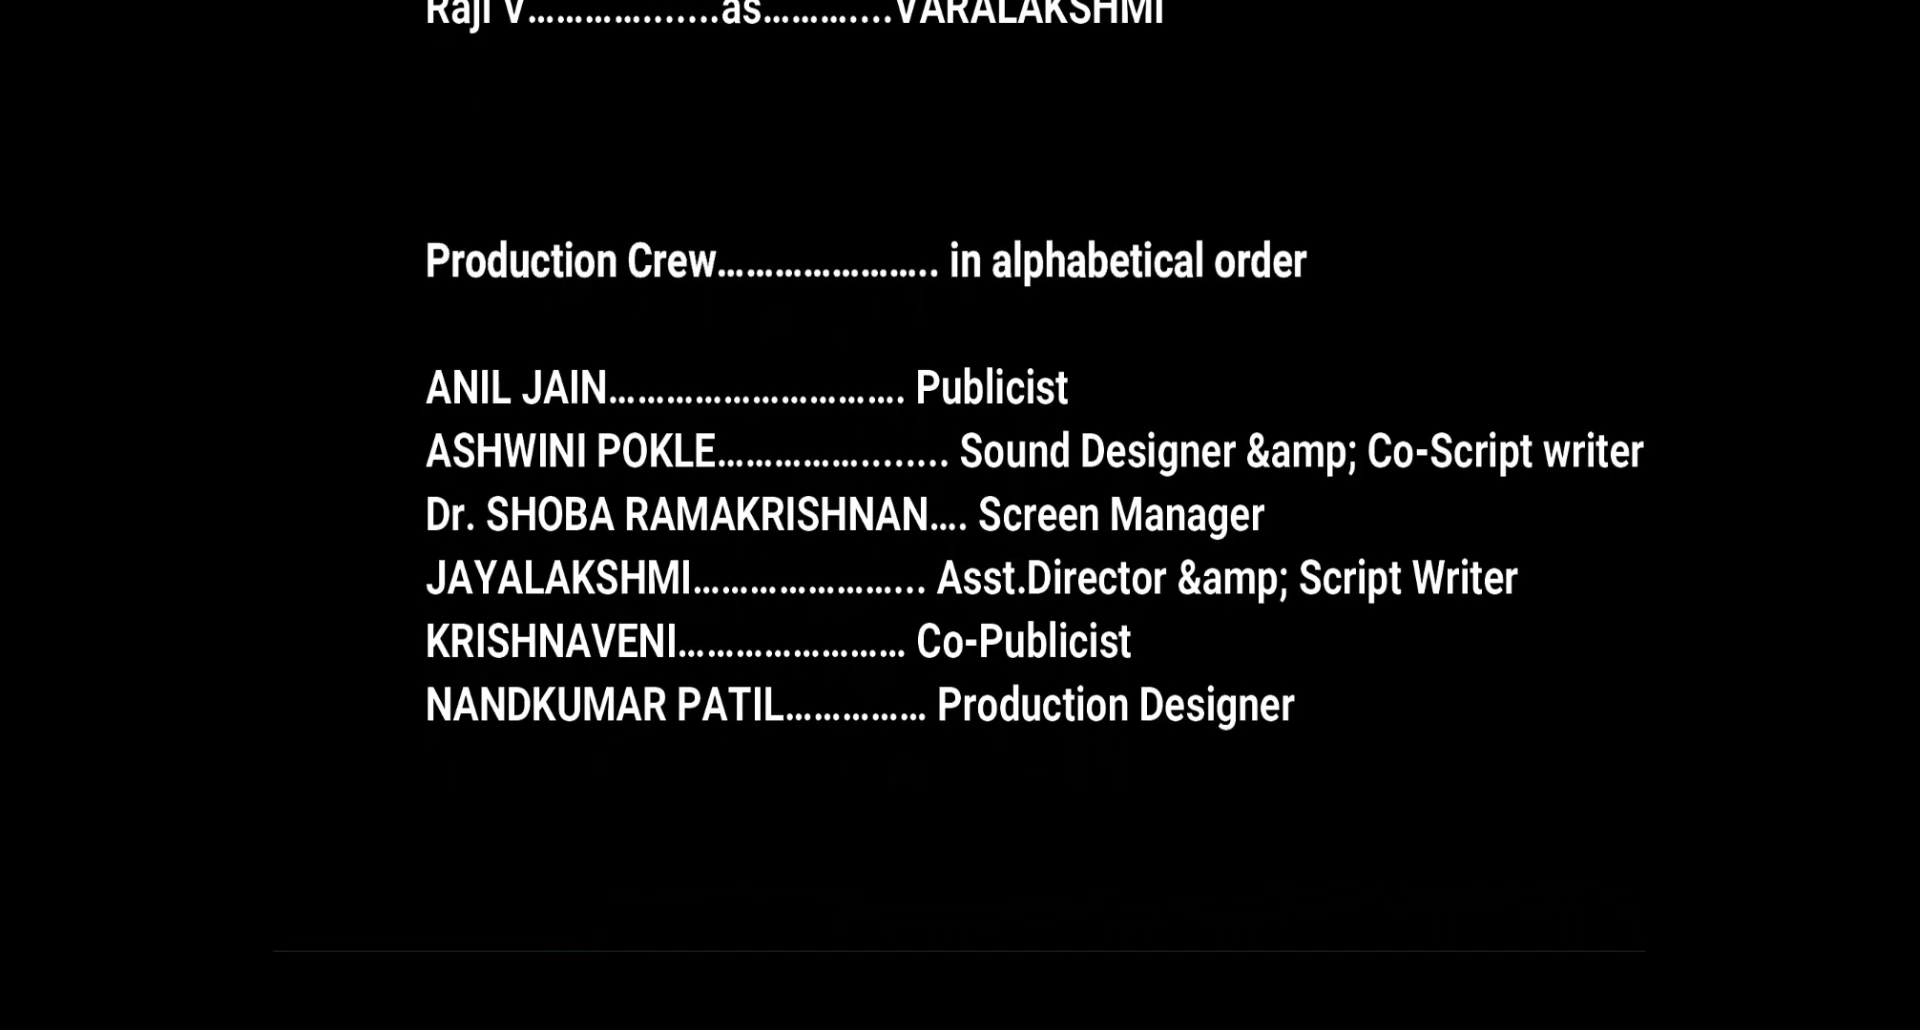 Raji V…………........as………....VARALAKSHMI
Production Crew………………….. in alphabetical order
ANIL JAIN…………………………. Publicist
ASHWINI POKLE……………........ Sound Designer &amp; Co-Script writer
Dr. SHOBA RAMAKRISHNAN…. Screen Manager
JAYALAKSHMI…………………... Asst.Director &amp; Script Writer
KRISHNAVENI…………………… Co-Publicist
NANDKUMAR PATIL…………… Production Designer